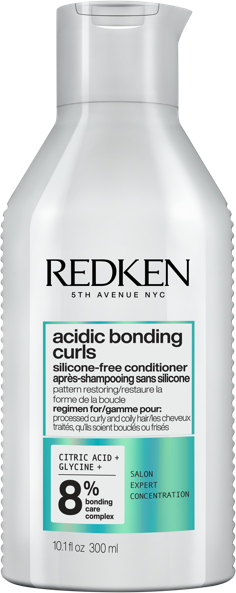 REDKEN
5TH AVENUE NYC
acidic bonding
curls
silicone-free conditioner
après-shampooing sans silicone
pattern restoring/restaure la
forme de la boucle
regimen for/gamme pour:
processed curly and coily hair/les cheveux
traités, qu'ils soient bouclés ou frisés
CITRIC ACID +
GLYCINE +
8%
bonding
care
complex
SALON
EXPERT
CONCENTRATION
10.1 fl oz 300 ml